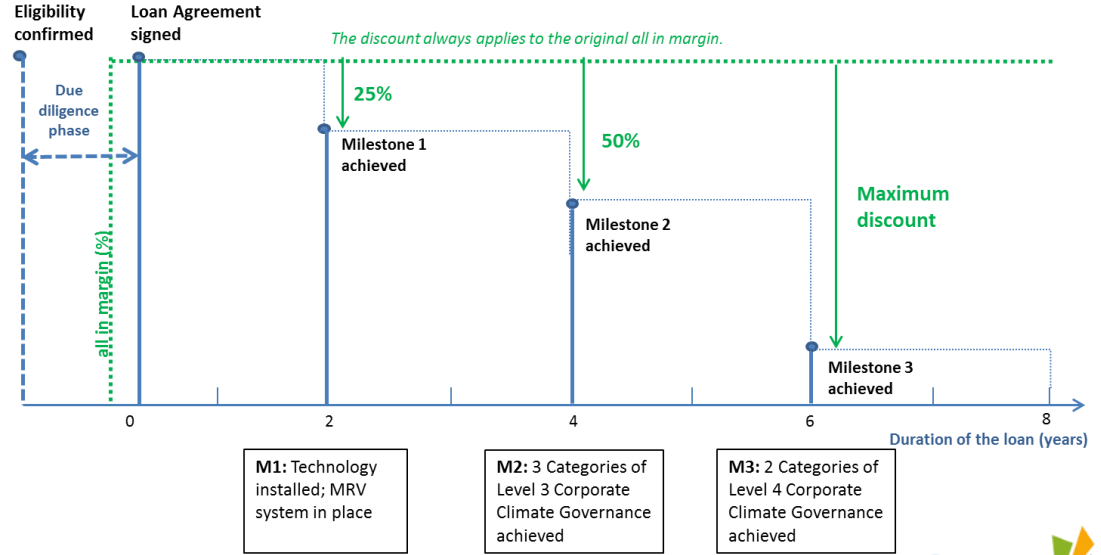 Eligibility
confirmed
Loan Agreement
signed
The discount always applies to the original all in margin.
Due
diligence
phase
25%
50%
Milestone 1
achieved
Maximum
discount
Milestone 2
achieved
all in margin (%)
Milestone 3
achieved
0
2
4
6
8
Duration of the loan (years)
M1: Technology
installed; MRV
system in place
M2: 3 Categories of
Level 3 Corporate
Climate Governance
achieved
M3: 2 Categories of
Level 4 Corporate
Climate Governance
achieved